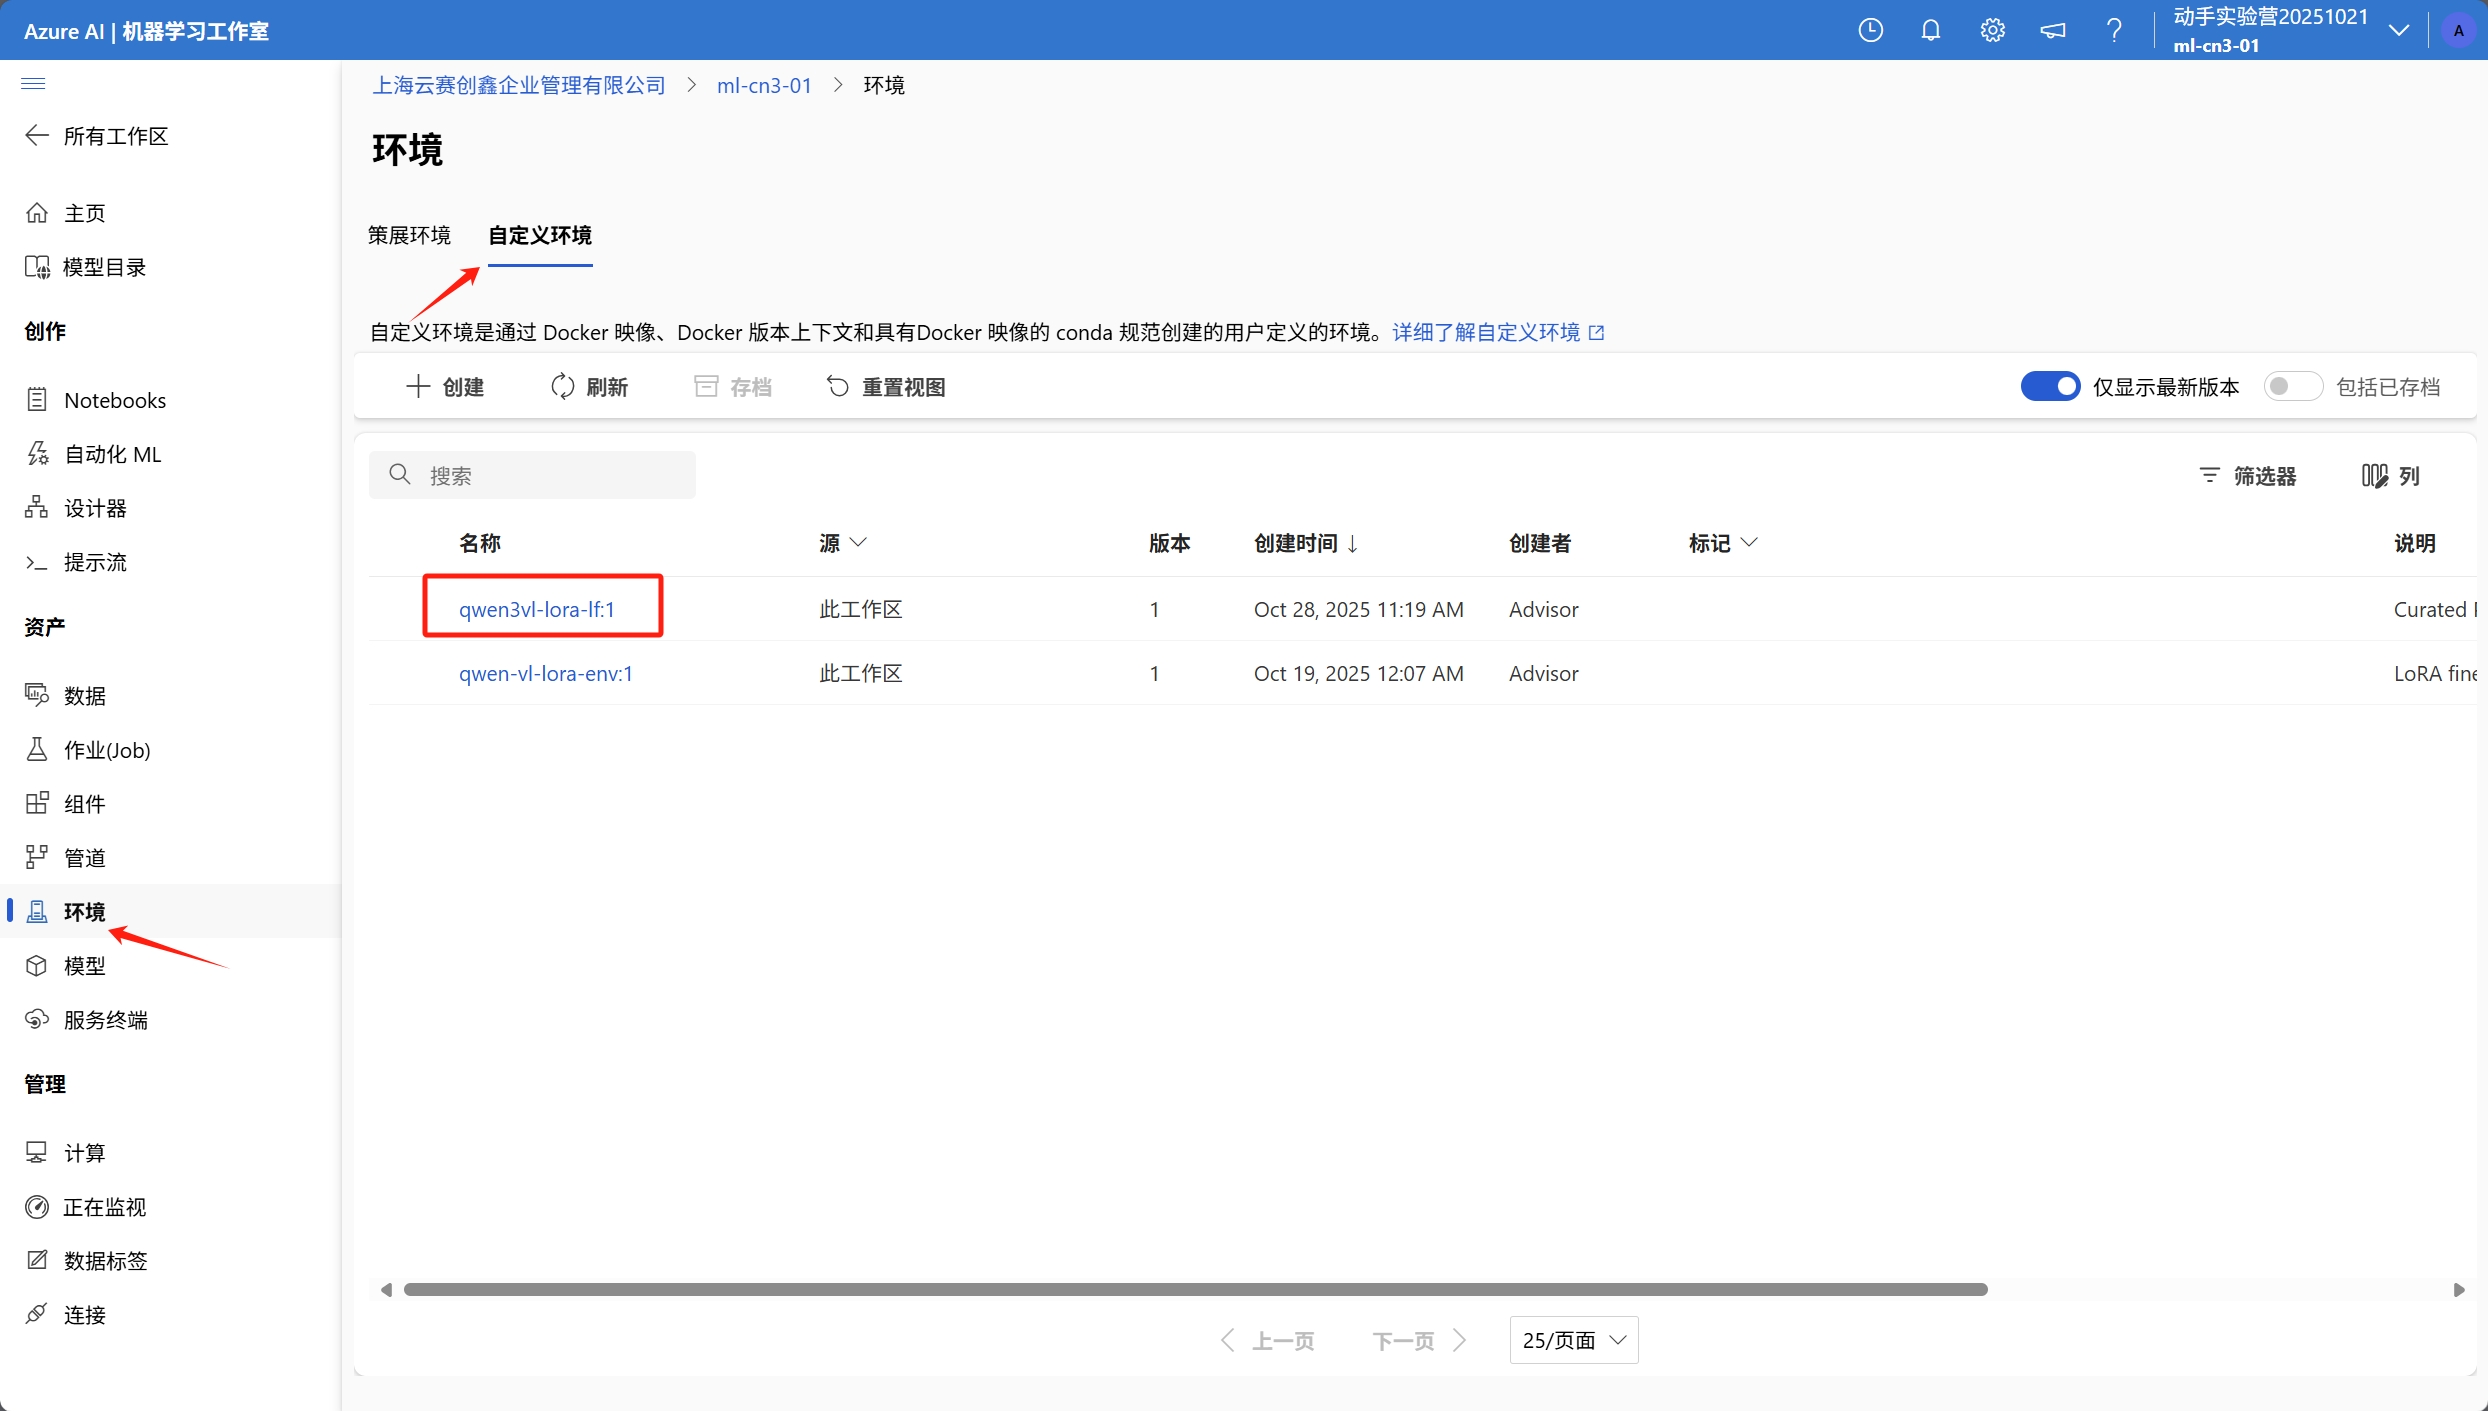 Azure AI | 机器学习工作室
动手实验营20251021
ml-cn3-01
A
所有工作区
主页
模型目录
创作
Notebooks
自动化 ML
设计器
提示流
资产
数据
作业(Job)
组件
管道
环境
模型
服务终端
管理
计算
正在监视
数据标签
连接
上海云赛创鑫企业管理有限公司 > ml-cn3-01 > 环境
环境
策展环境 自定义环境
自定义环境是通过 Docker 映像、Docker 版本上下文和具有Docker 映像的 conda 规范创建的用户定义的环境。详细了解自定义环境
创建 刷新 存档 重置视图 仅显示最新版本 包括已存档
搜索 筛选器 列
名称 源 版本 创建时间 ↓ 创建者 标记 说明
qwen3vl-lora-lf:1 此工作区 1 Oct 28, 2025 11:19 AM Advisor Curated
qwen-vl-lora-env:1 此工作区 1 Oct 19, 2025 12:07 AM Advisor LoRA fine
上一页 下一页 25/页面